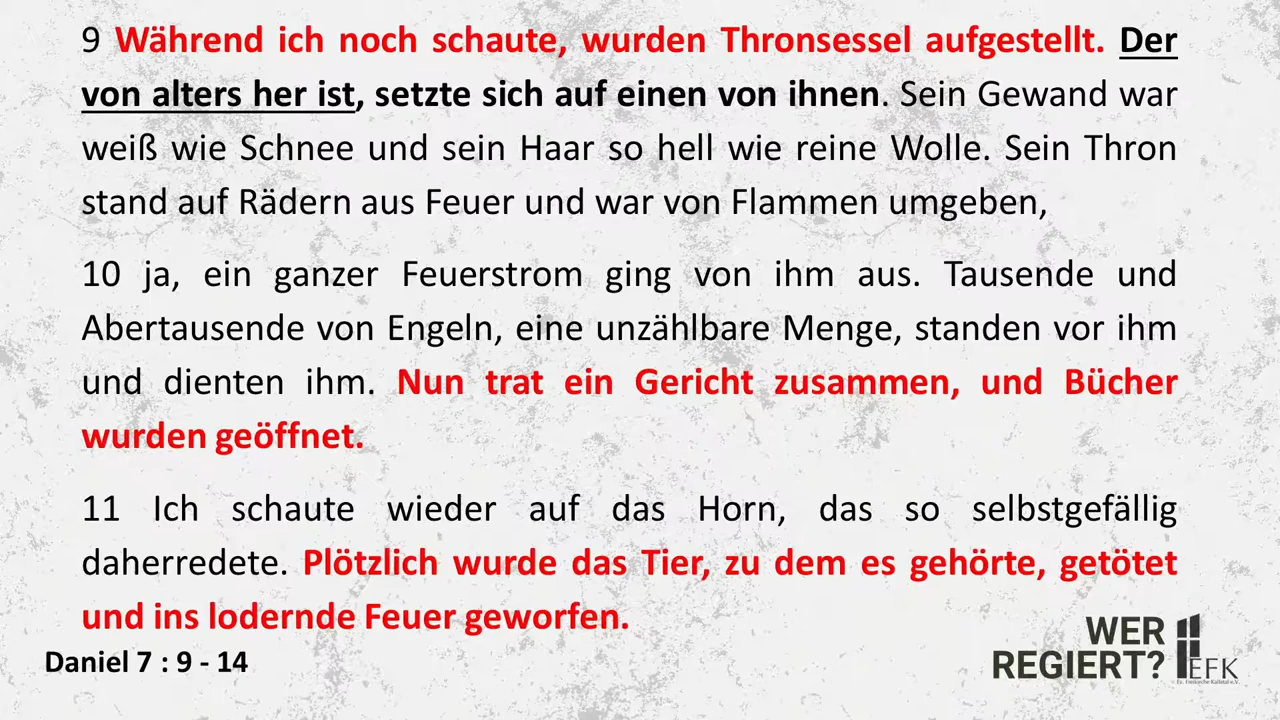 9 Während ich noch schaute, wurden Thronsessel aufgestellt. Der
von alters her ist, setzte sich auf einen von ihnen. Sein Gewand war
weiß wie Schnee und sein Haar so hell wie reine Wolle. Sein Thron
stand auf Rädern aus Feuer und war von Flammen umgeben,
10 ja, ein ganzer Feuerstrom ging von ihm aus. Tausende und
Abertausende von Engeln, eine unzählbare Menge, standen vor ihm
und dienten ihm. Nun trat ein Gericht zusammen, und Bücher
wurden geöffnet.
11 Ich schaute wieder auf das Horn, das so selbstgefällig
daherredete. Plötzlich wurde das Tier, zu dem es gehörte, getötet
und ins lodernde Feuer geworfen.
Daniel 7 : 9 - 14
WER
REGIERT?
EFK
Ev. Freikirche Kalletal e.V.